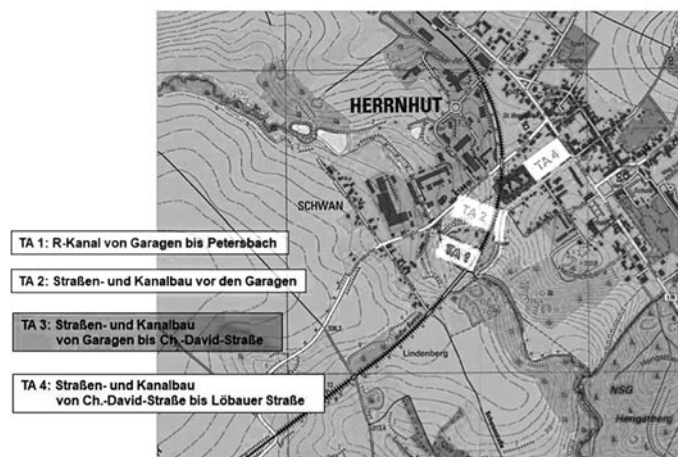 HERRNHUT
SCHWAN
TA 4
TA 2
TA 1
TA 1: R-Kanal von Garagen bis Petersbach
TA 2: Straßen- und Kanalbau vor den Garagen
TA 3: Straßen- und Kanalbau
von Garagen bis Ch.-David-Straße
TA 4: Straßen- und Kanalbau
von Ch.-David-Straße bis Löbauer Straße
Lindenberg
NSG
Hengstberg